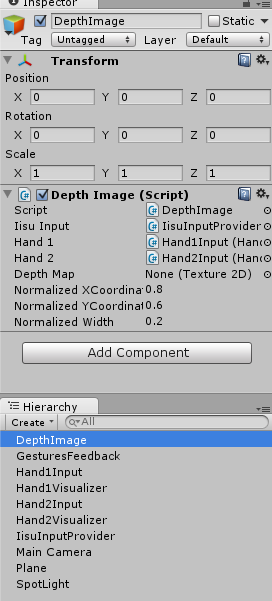 Inspector
DepthImage Static
Tag Untagged Layer Default
Transform
Position
X 0 Y 0 Z 0
Rotation
X 0 Y 0 Z 0
Scale
X 1 Y 1 Z 1
Depth Image (Script)
Script DepthImage
Iisu Input IisuInputProvider
Hand 1 Hand1Input (Hand
Hand 2 Hand2Input (Hand
Depth Map None (Texture 2D)
Normalized XCoordinat 0.8
Normalized YCoordinat 0.6
Normalized Width 0.2
Add Component
Hierarchy
Create All
DepthImage
GesturesFeedback
Hand1Input
Hand1Visualizer
Hand2Input
Hand2Visualizer
IisuInputProvider
Main Camera
Plane
SpotLight